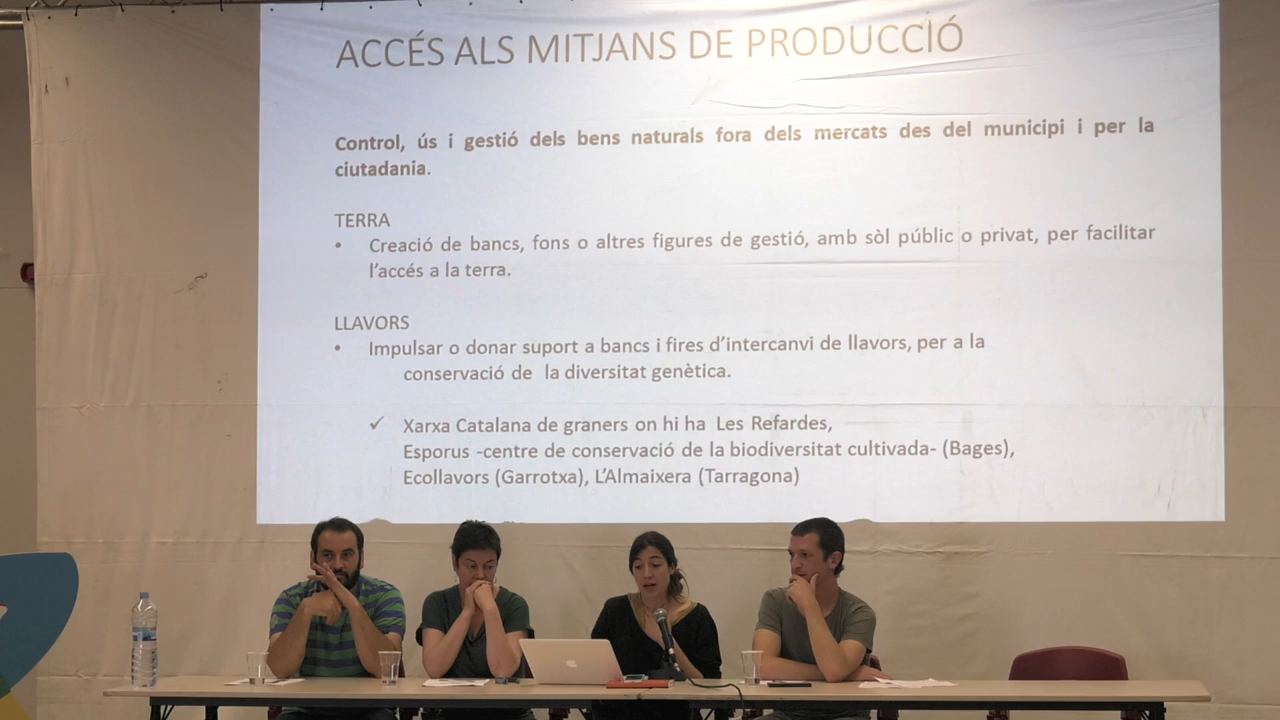 ACCÉS ALS MITJANS DE PRODUCCIÓ
Control, ús i gestió dels bens naturals fora dels mercats des del municipi i per la
ciutadania.
TERRA
• Creació de bancs, fons o altres figures de gestió, amb sòl públic o privat, per facilitar
l'accés a la terra.
LLAVORS
• Impulsar o donar suport a bancs i fires d'intercanvi de llavors, per a la
conservació de la diversitat genètica.
✓ Xarxa Catalana de graners on hi ha Les Refardes,
Esporus -centre de conservació de la biodiversitat cultivada- (Bages),
Ecollavors (Garrotxa), L'Almaixera (Tarragona)